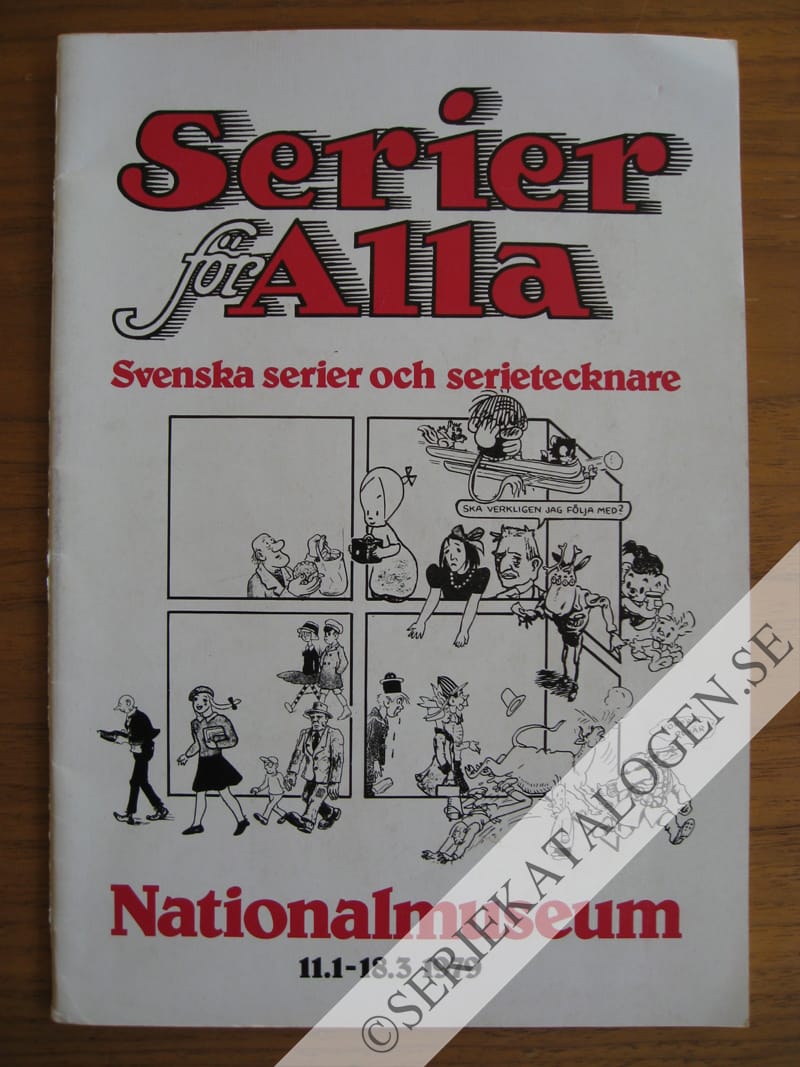 Serier
för Alla
Svenska serier och serietecknare
SKA VERKLIGEN JAG FÖLJA MED?
Nationalmuseum
11.1-18.3 1979
©SERIEKATALOGEN.SE